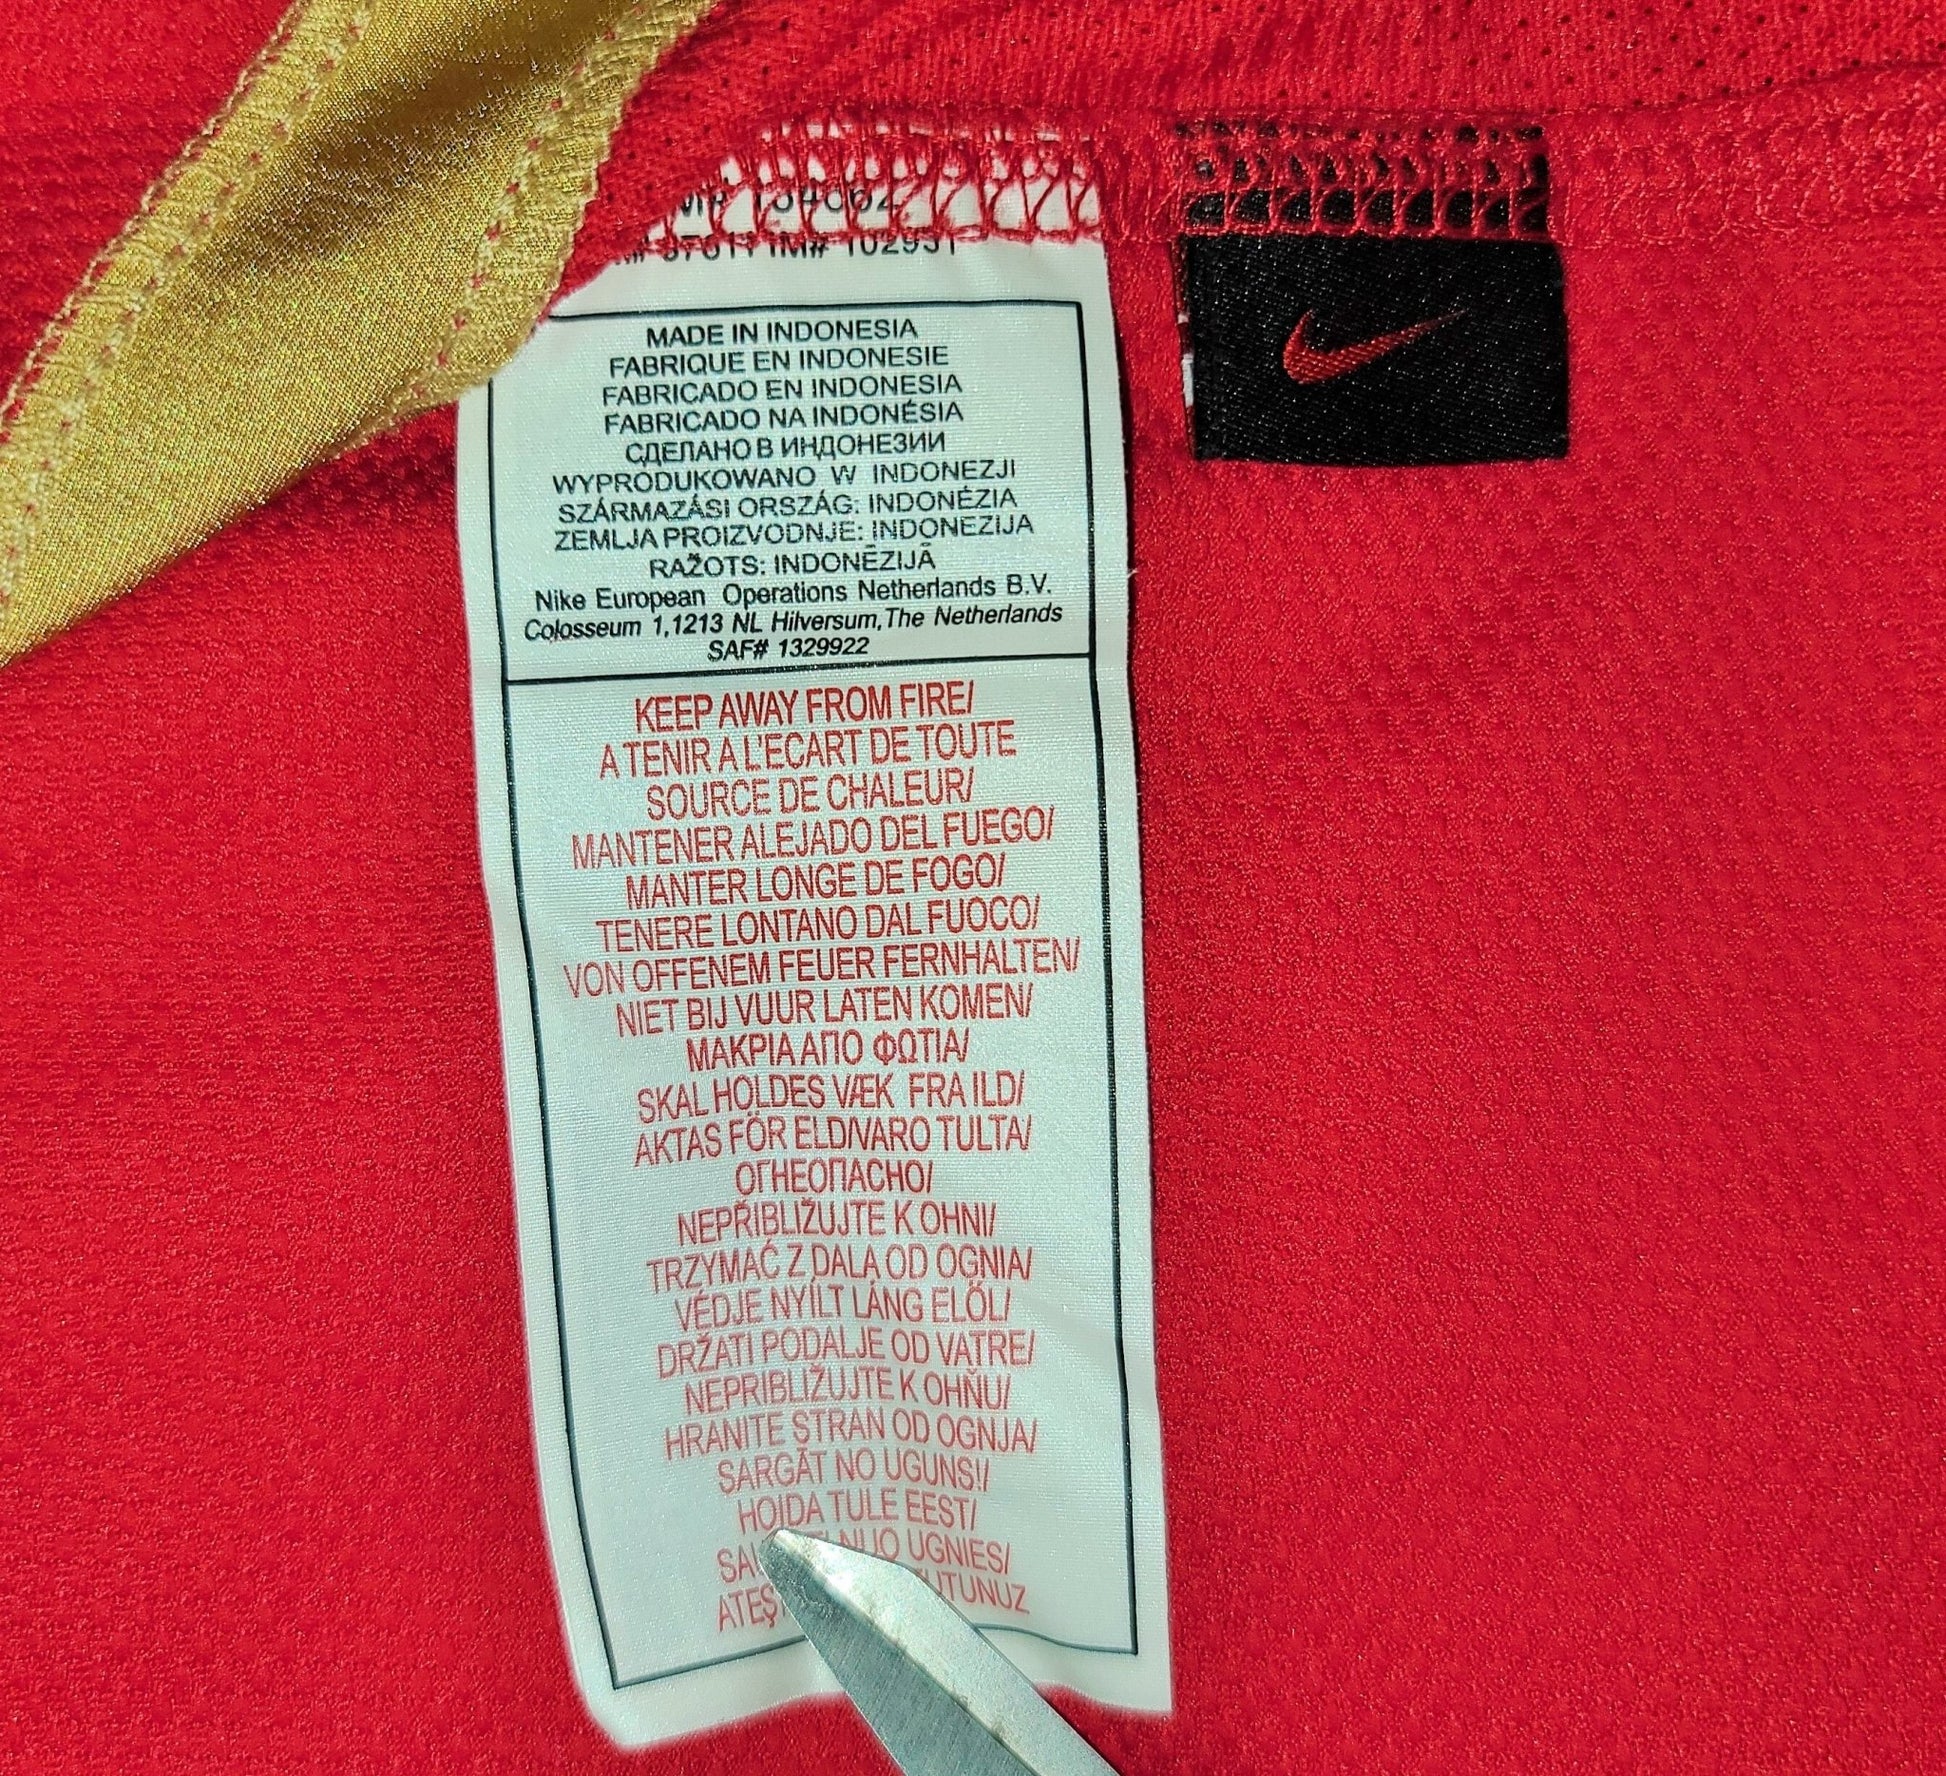 MADE IN INDONESIA
FABRIQUE EN INDONESIE
FABRICADO EN INDONESIA
FABRICADO NA INDONÉSIA
СДЕЛАНО В ИНДОНЕЗИИ
WYPRODUKOWANO W INDONEZJI
SZÁRMAZÁSI ORSZÁG: INDONÉZIA
ZEMLJA PROIZVODNJE: INDONEZIJA
RAŽOTS: INDONĒZIJĀ
Nike European Operations Netherlands B.V.
Colosseum 1,1213 NL Hilversum,The Netherlands
SAF# 1329922
KEEP AWAY FROM FIRE/
A TENIR A L'ECART DE TOUTE
SOURCE DE CHALEUR/
MANTENER ALEJADO DEL FUEGO/
MANTER LONGE DE FOGO/
TENERE LONTANO DAL FUOCO/
VON OFFENEM FEUER FERNHALTEN/
NIET BIJ VUUR LATEN KOMEN/
ΜΑΚΡΙΑ ΑΠΟ ΦΩΤΙΑ/
SKAL HOLDES VÆK FRA ILD/
AKTAS FÖR ELDNARO TULTA/
ОГНЕОПАСНО/
NEPŘIBLIŽUJTE K OHNI/
TRZYMAĆ Z DALA OD OGNIA/
VÉDJE NYÍLT LÁNG ELŐL/
DRŽATI PODALJE OD VATRE/
NEPRIBLIŽUJTE K OHŇU/
HRANITE STRAN OD OGNJA/
SARGĀT NO UGUNS!/
HOIDA TULE EEST/
NUO UGNIES/